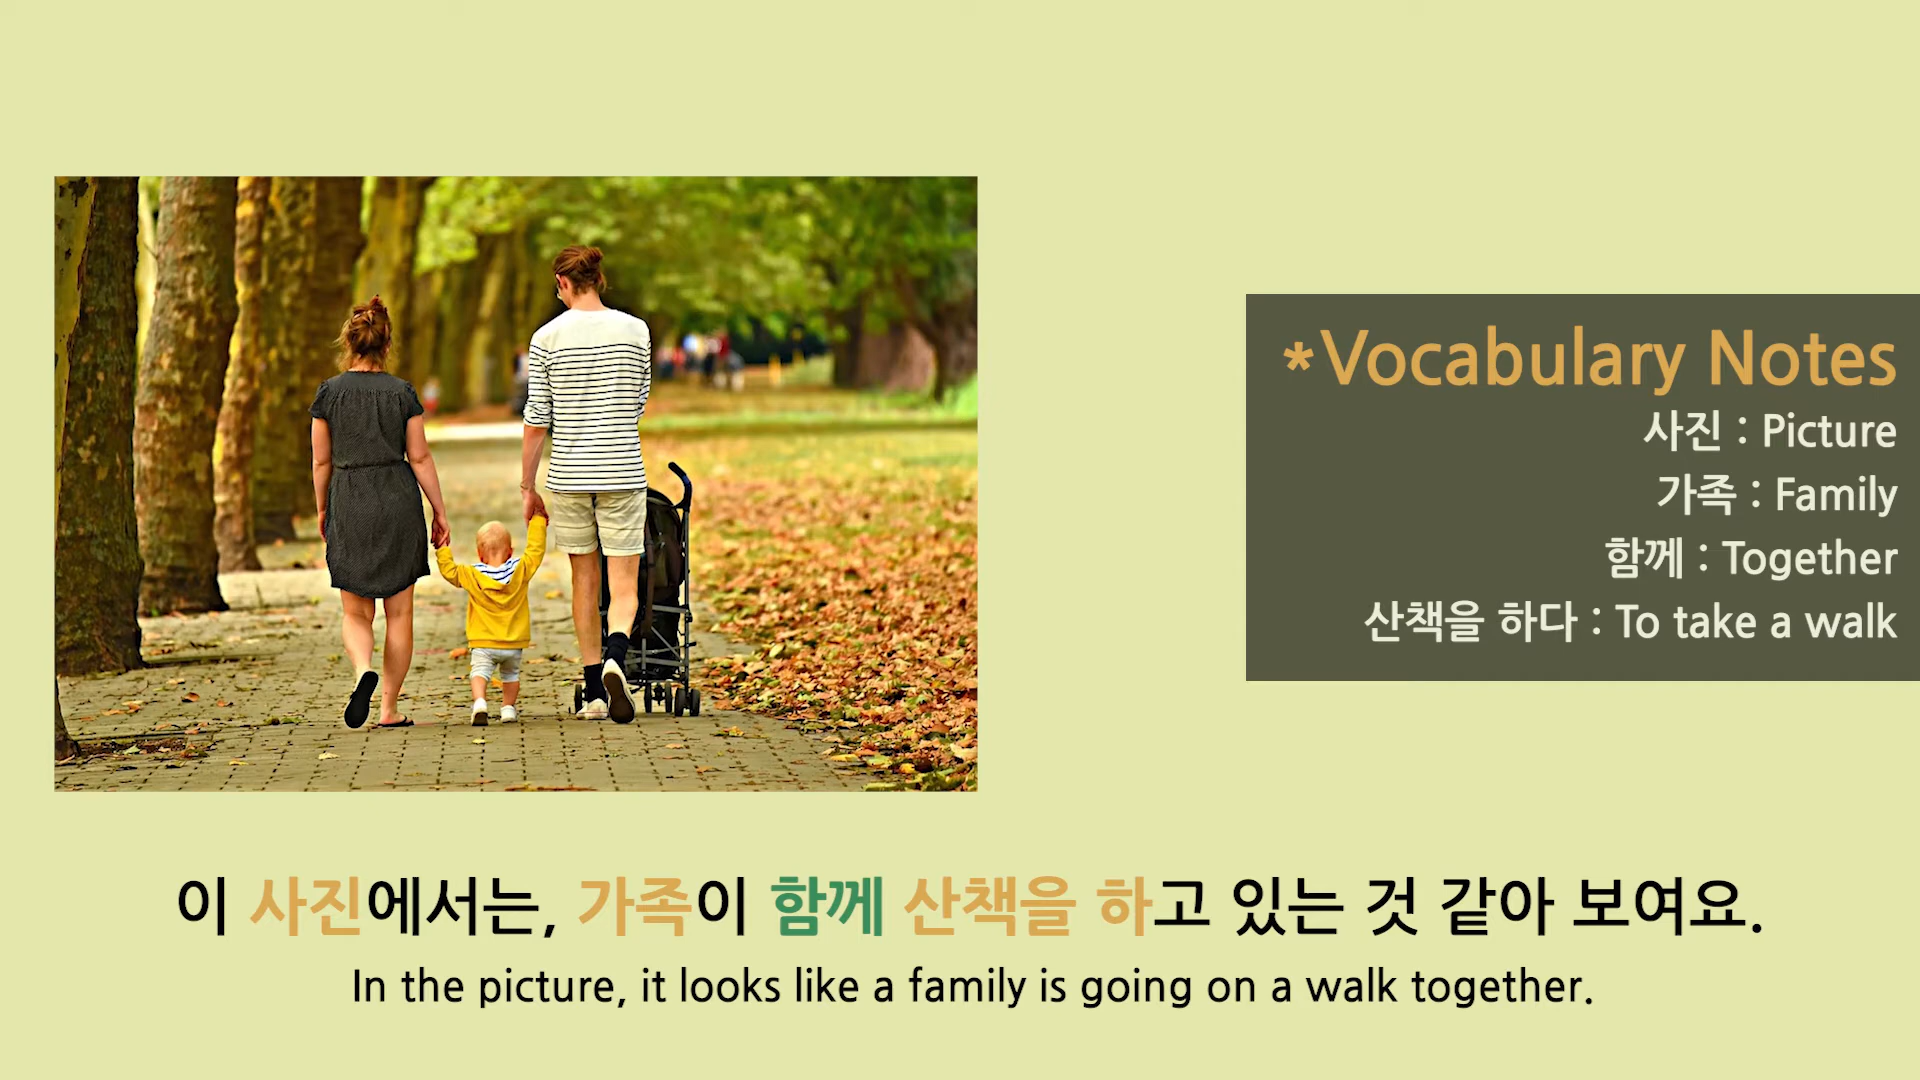 *Vocabulary Notes
사진 : Picture
가족 : Family
함께 : Together
산책을 하다 : To take a walk
이 사진에서는, 가족이 함께 산책을 하고 있는 것 같아 보여요.
In the picture, it looks like a family is going on a walk together.